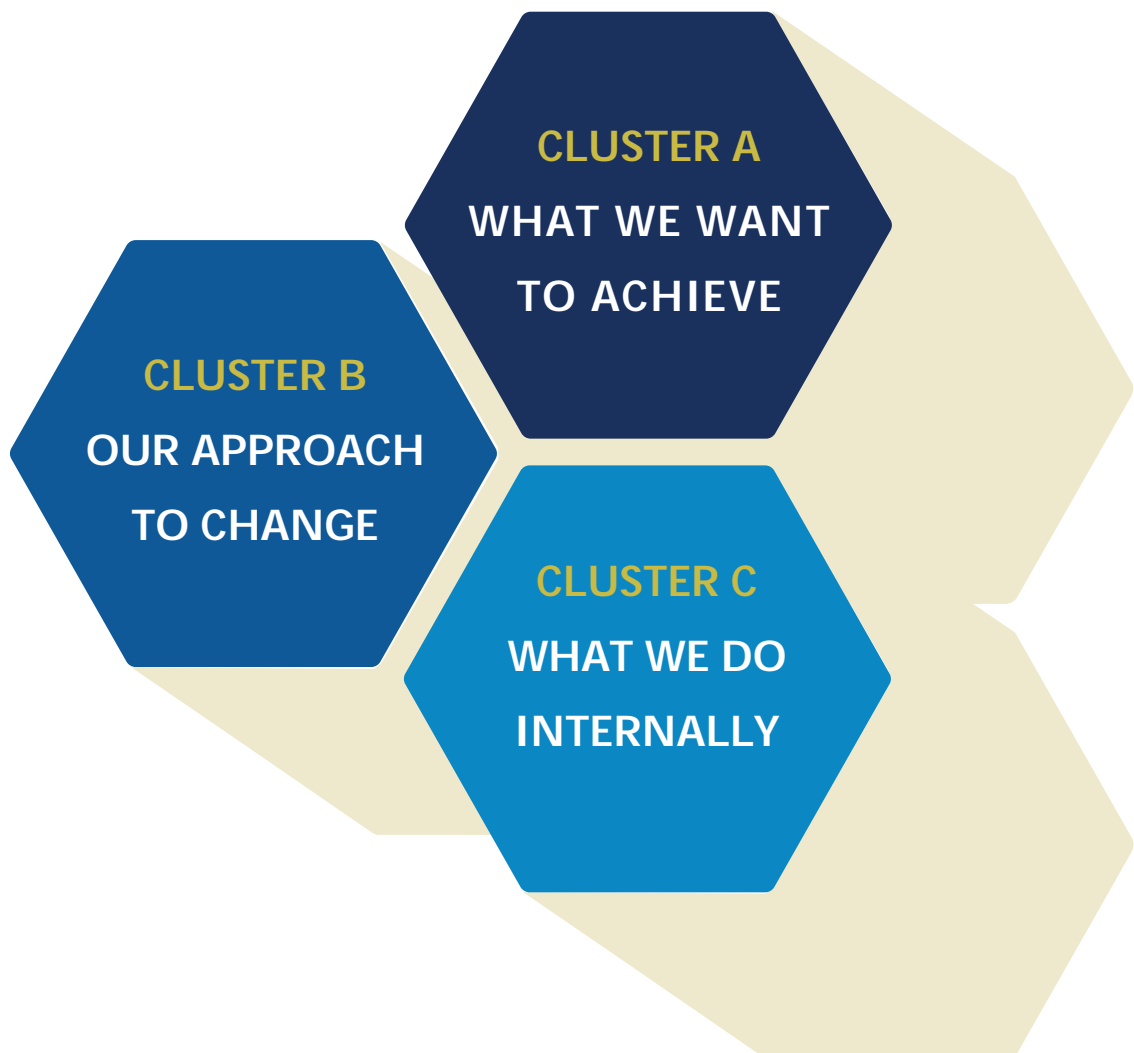 CLUSTER A
WHAT WE WANT
TO ACHIEVE
CLUSTER B
OUR APPROACH
TO CHANGE
CLUSTER C
WHAT WE DO
INTERNALLY